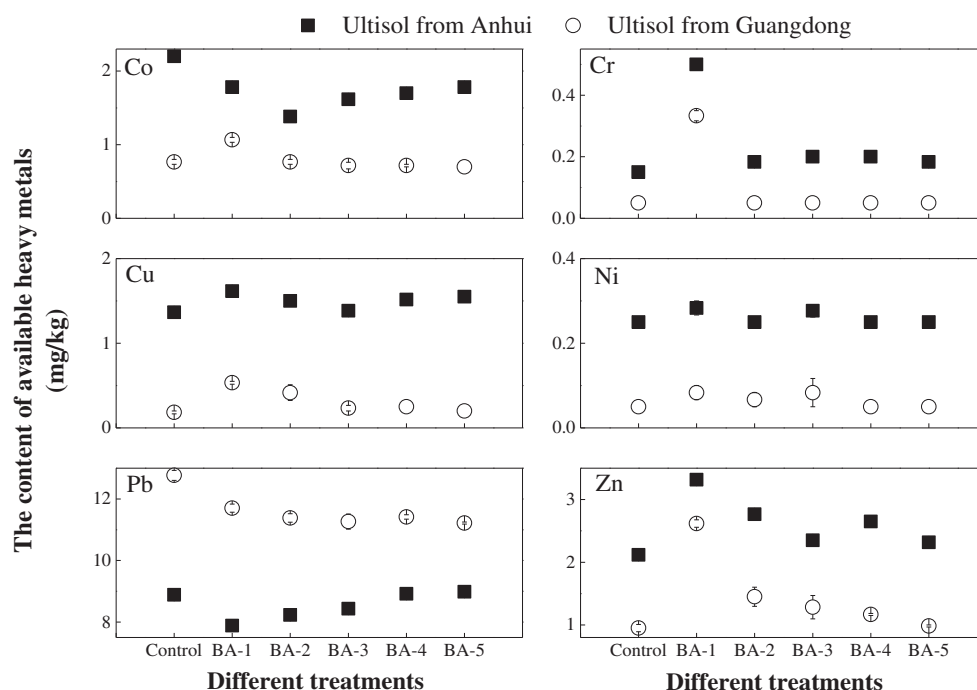 Ultisol from Anhui
Ultisol from Guangdong
The content of available heavy metals
(mg/kg)
Co
2
1
0
Cr
0.4
0.2
0.0
Cu
2
1
0
Ni
0.4
0.2
0.0
Pb
12
10
8
Zn
3
2
1
Control BA-1 BA-2 BA-3 BA-4 BA-5
Control BA-1 BA-2 BA-3 BA-4 BA-5
Different treatments
Different treatments